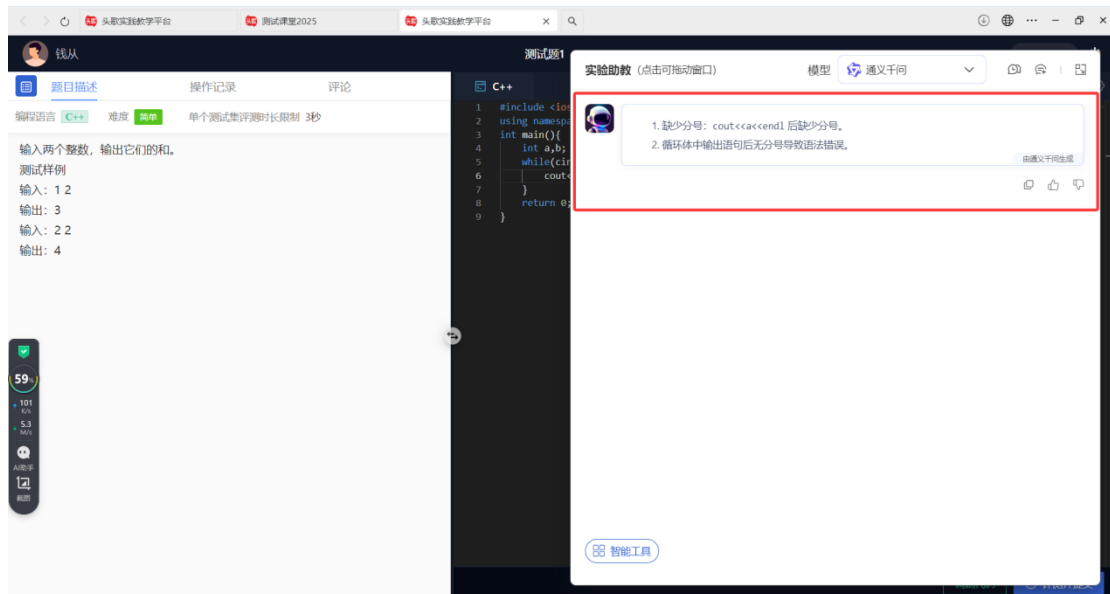 头歌实践教学平台
测试课堂2025
头歌实践教学平台
钱从
测试题1
题目描述
操作记录
评论
编程语言 C++ 难度 简单 单个测试集评测时长限制 3秒
输入两个整数，输出它们的和。
测试样例
输入：1 2
输出：3
输入：2 2
输出：4
59%
101
K/s
5.3
M/s
AI助手
截图
C++
1 #include <ios
2 using namespa
3 int main(){
4 int a,b;
5 while(cin
6 cout<
7 }
8 return 0;
9 }
实验助教（点击可拖动窗口）
模型 通义千问
1. 缺少分号：cout<<a<<endl 后缺少分号。
2. 循环体中输出语句后无分号导致语法错误。
由通义千问生成
智能工具